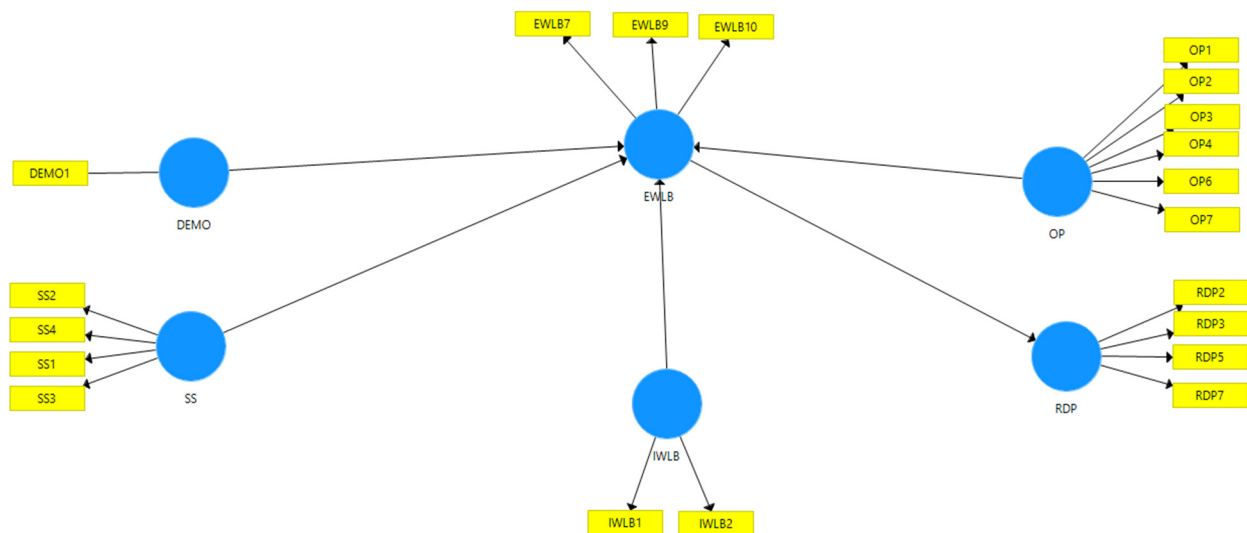 EWLB7
EWLB9
EWLB10
OP1
OP2
OP3
OP4
OP6
OP7
EWLB
DEMO1
DEMO
OP
SS2
SS4
SS1
SS3
SS
RDP2
RDP3
RDP5
RDP7
RDP
IWLB
IWLB1
IWLB2